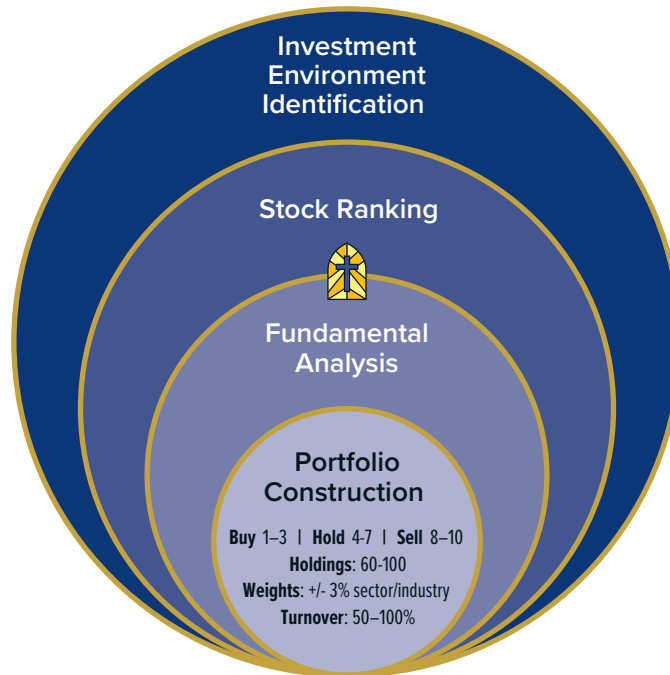 Investment
Environment
Identification
Stock Ranking
Fundamental
Analysis
Portfolio
Construction
Buy 1–3 | Hold 4-7 | Sell 8–10
Holdings: 60-100
Weights: +/- 3% sector/industry
Turnover: 50–100%